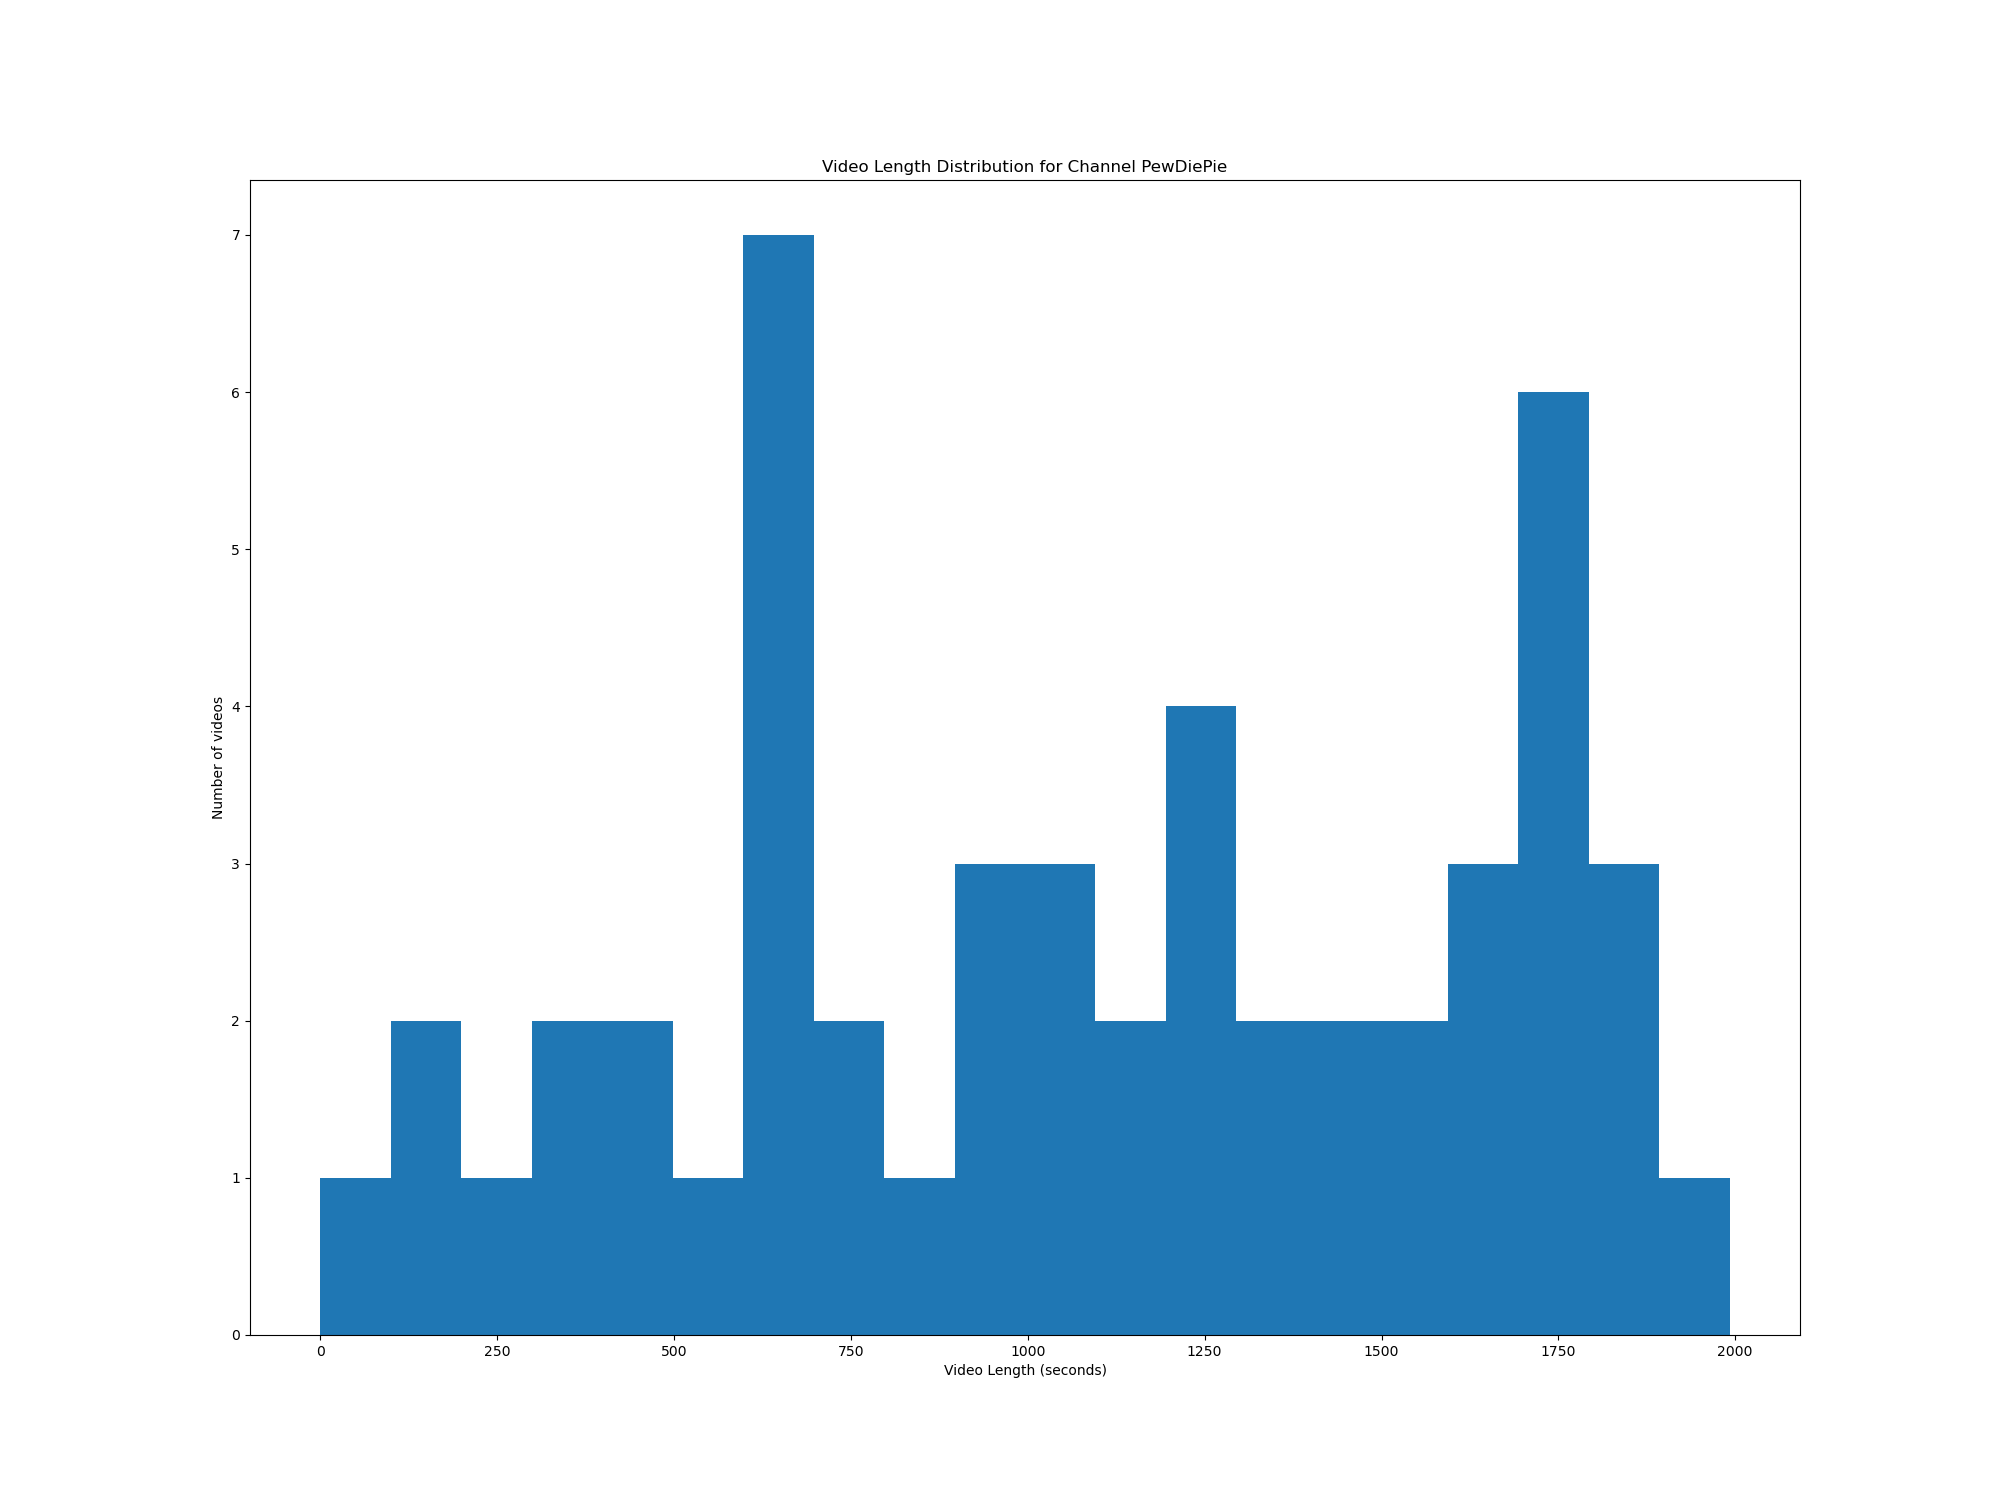 Video Length Distribution for Channel PewDiePie
7
6
5
4
3
2
1
0
Number of videos
0 250 500 750 1000 1250 1500 1750 2000
Video Length (seconds)